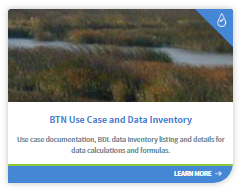 BTN Use Case and Data Inventory
Use case documentation, BDL data inventory listing and details for
data calculations and formulas.
LEARN MORE →